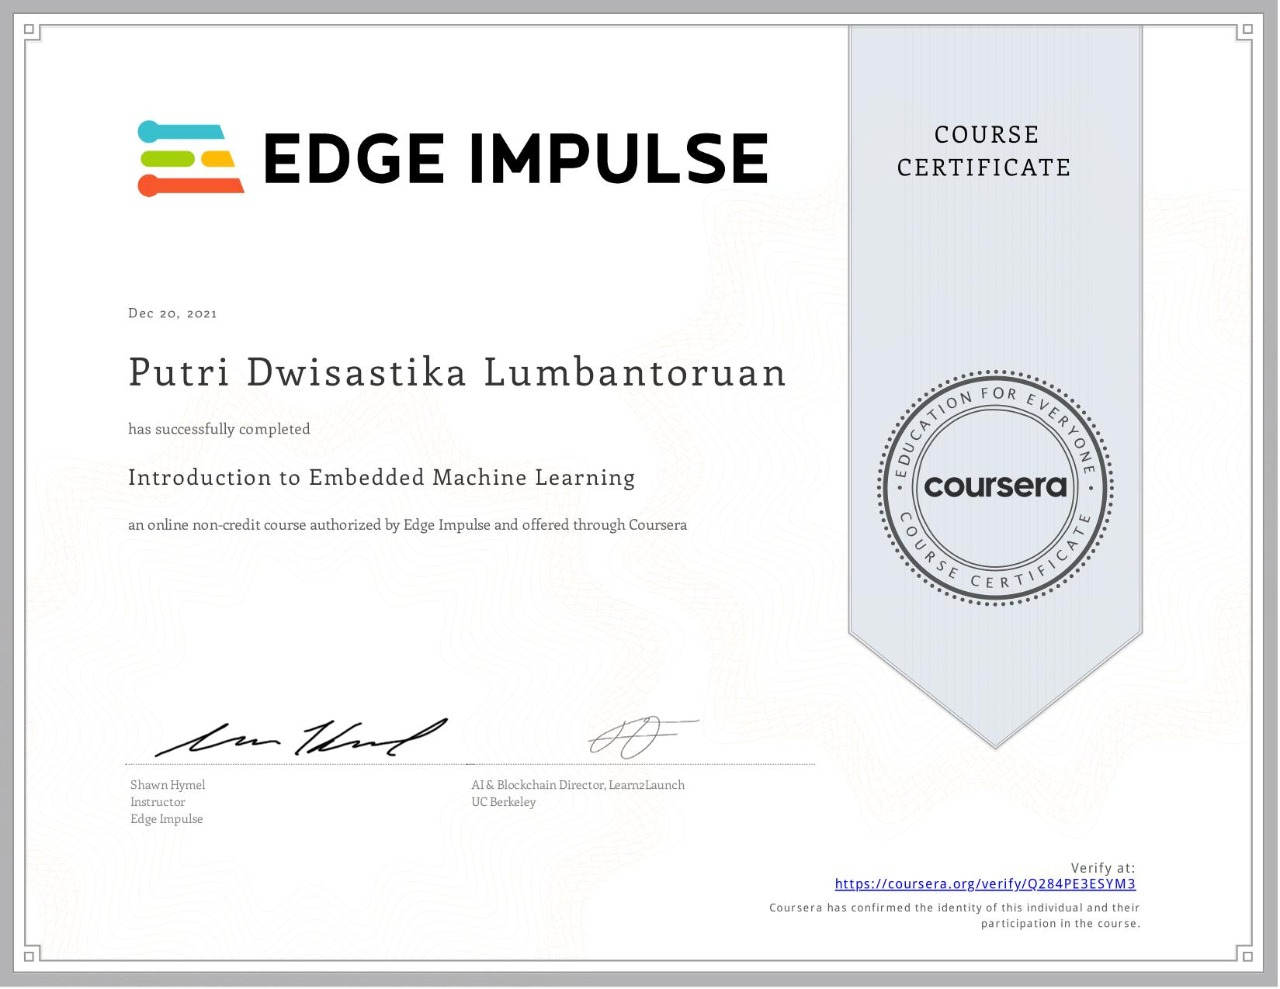 EDGE IMPULSE
COURSE
CERTIFICATE
Dec 20, 2021
Putri Dwisastika Lumbantoruan
has successfully completed
Introduction to Embedded Machine Learning
an online non-credit course authorized by Edge Impulse and offered through Coursera
EDUCATION FOR EVERYONE
coursera
COURSE CERTIFICATE
Shawn Hymel
Instructor
Edge Impulse
AI & Blockchain Director, Learn2Launch
UC Berkeley
Verify at:
https://coursera.org/verify/Q284PE3ESYM3
Coursera has confirmed the identity of this individual and their
participation in the course.